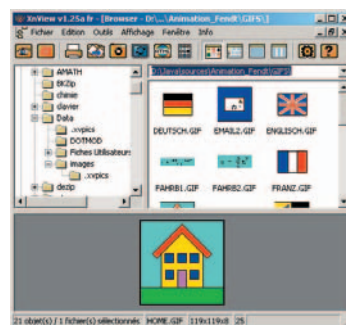 XnView v1.25a fr - [Browser - D:\...\Animation_Fendt\GIFS\]
Fichier Edition Outils Affichage Fenêtre Info
D:\Java\sources\Animation_Fendt\GIFS\
AMATH
BKZip
chimie
clavier
Data
.xvpics
DOTMOD
Fiches Utilisateurs
images
.xvpics
dezip
DEUTSCH.GIF EMAIL2.GIF ENGLISCH.GIF
FAHRB1.GIF FAHRB2.GIF FRANZ.GIF
21 objet(s) / 1 fichier(s) sélectionnés HOME.GIF 119x119x8 25